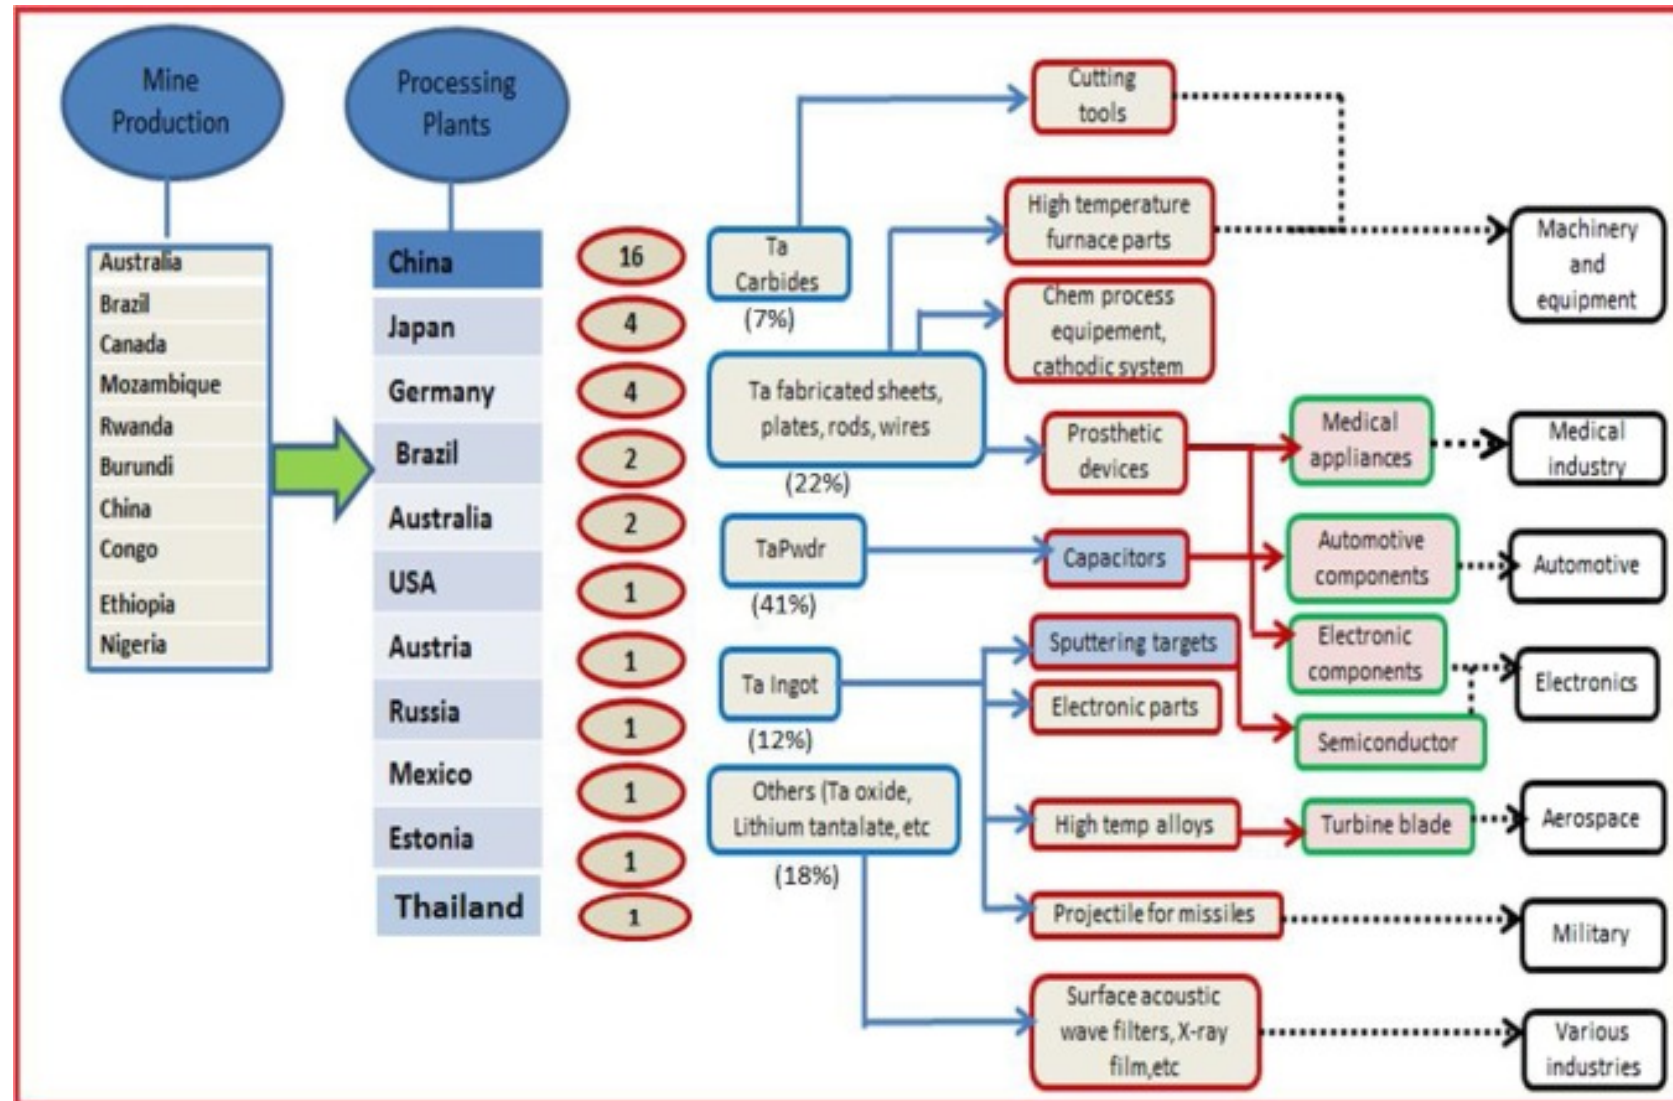 Mine
Production
Processing
Plants
Australia
Brazil
Canada
Mozambique
Rwanda
Burundi
China
Congo
Ethiopia
Nigeria
China
Japan
Germany
Brazil
Australia
USA
Austria
Russia
Mexico
Estonia
Thailand
16
4
4
2
2
1
1
1
1
1
1
Ta
Carbides
(7%)
Ta fabricated sheets,
plates, rods, wires
(22%)
TaPwdr
(41%)
Ta Ingot
(12%)
Others (Ta oxide,
Lithium tantalate, etc
(18%)
Cutting
tools
High temperature
furnace parts
Chem process
equipement,
cathodic system
Prosthetic
devices
Capacitors
Sputtering targets
Electronic parts
High temp alloys
Projectile for missiles
Surface acoustic
wave filters, X-ray
film,etc
Medical
appliances
Automotive
components
Electronic
components
Semiconductor
Turbine blade
Machinery
and
equipment
Medical
industry
Automotive
Electronics
Aerospace
Military
Various
industries